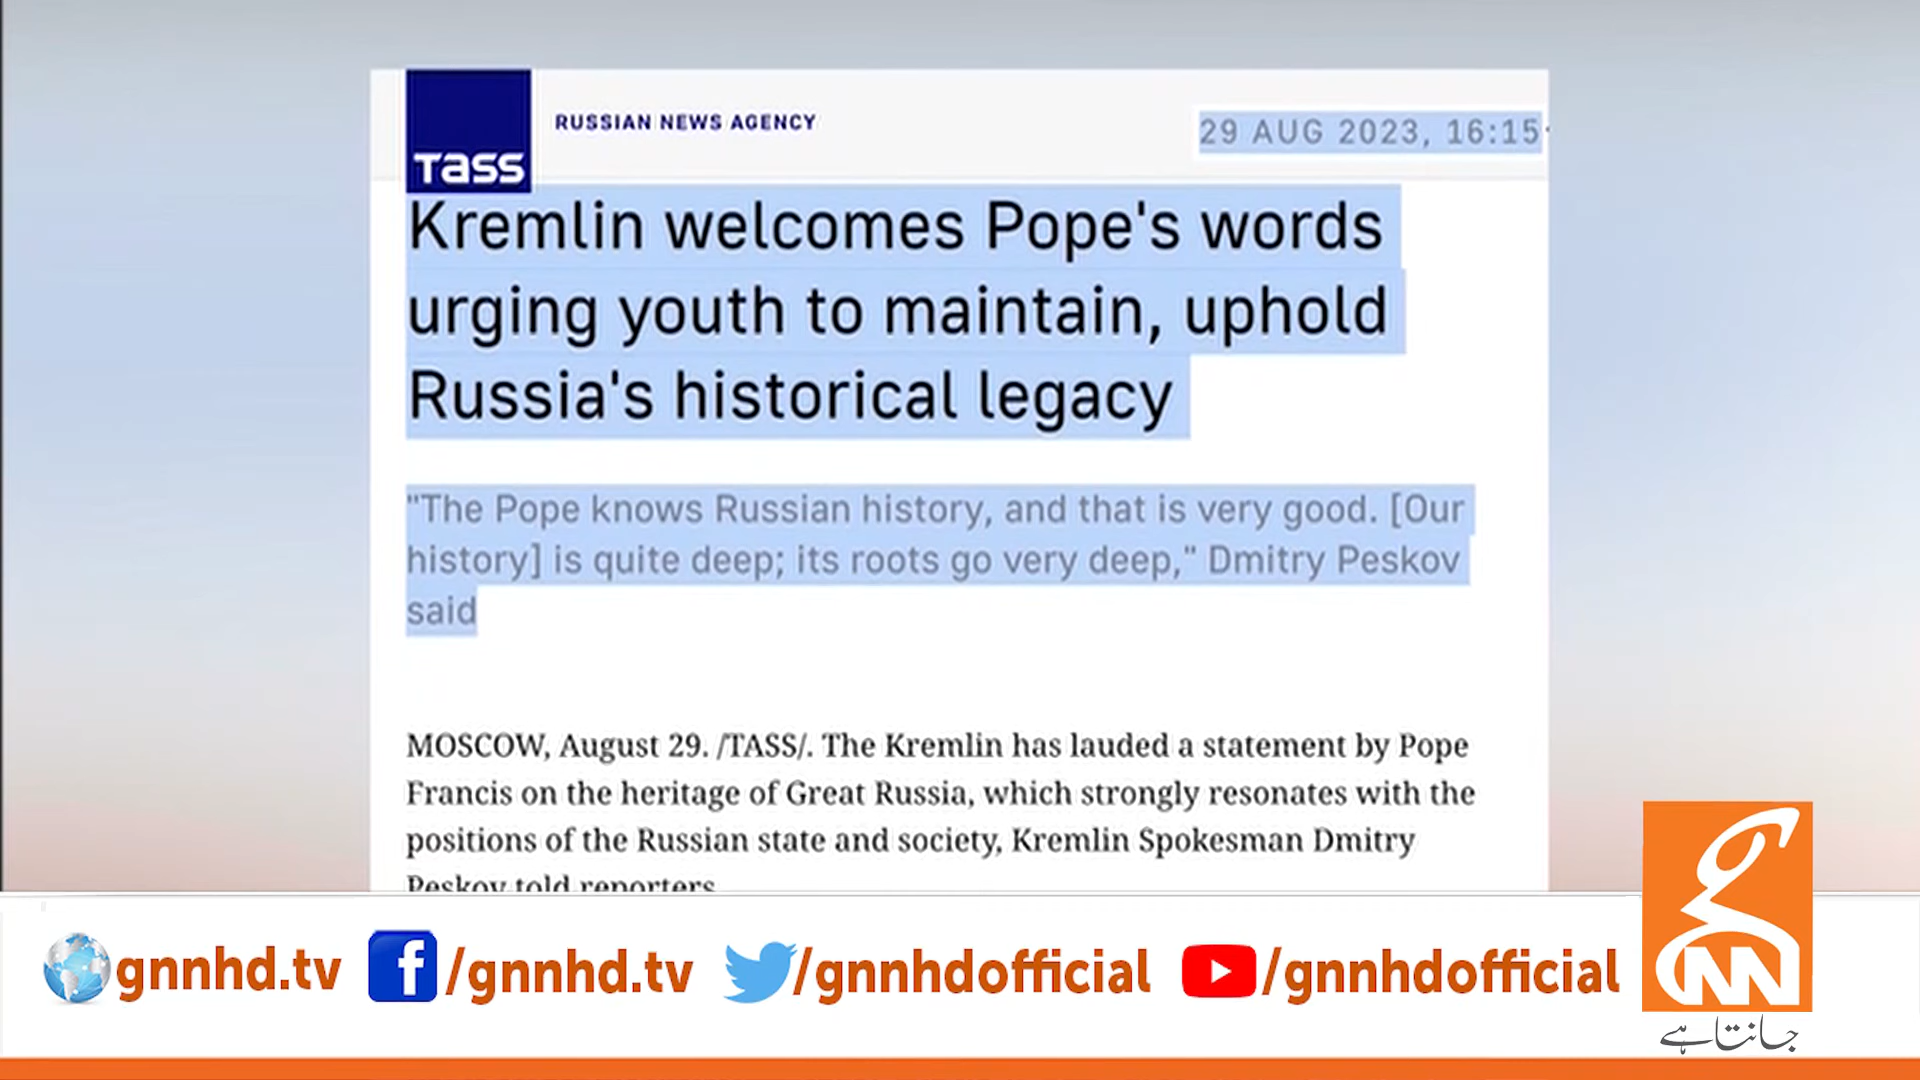 TASS
RUSSIAN NEWS AGENCY
29 AUG 2023, 16:15
Kremlin welcomes Pope's words
urging youth to maintain, uphold
Russia's historical legacy
"The Pope knows Russian history, and that is very good. [Our
history] is quite deep; its roots go very deep," Dmitry Peskov
said
MOSCOW, August 29. /TASS/. The Kremlin has lauded a statement by Pope
Francis on the heritage of Great Russia, which strongly resonates with the
positions of the Russian state and society, Kremlin Spokesman Dmitry
Peskov told reporters.
gnnhd.tv
/gnnhd.tv
/gnnhdofficial
/gnnhdofficial
GNN
جانتا ہے